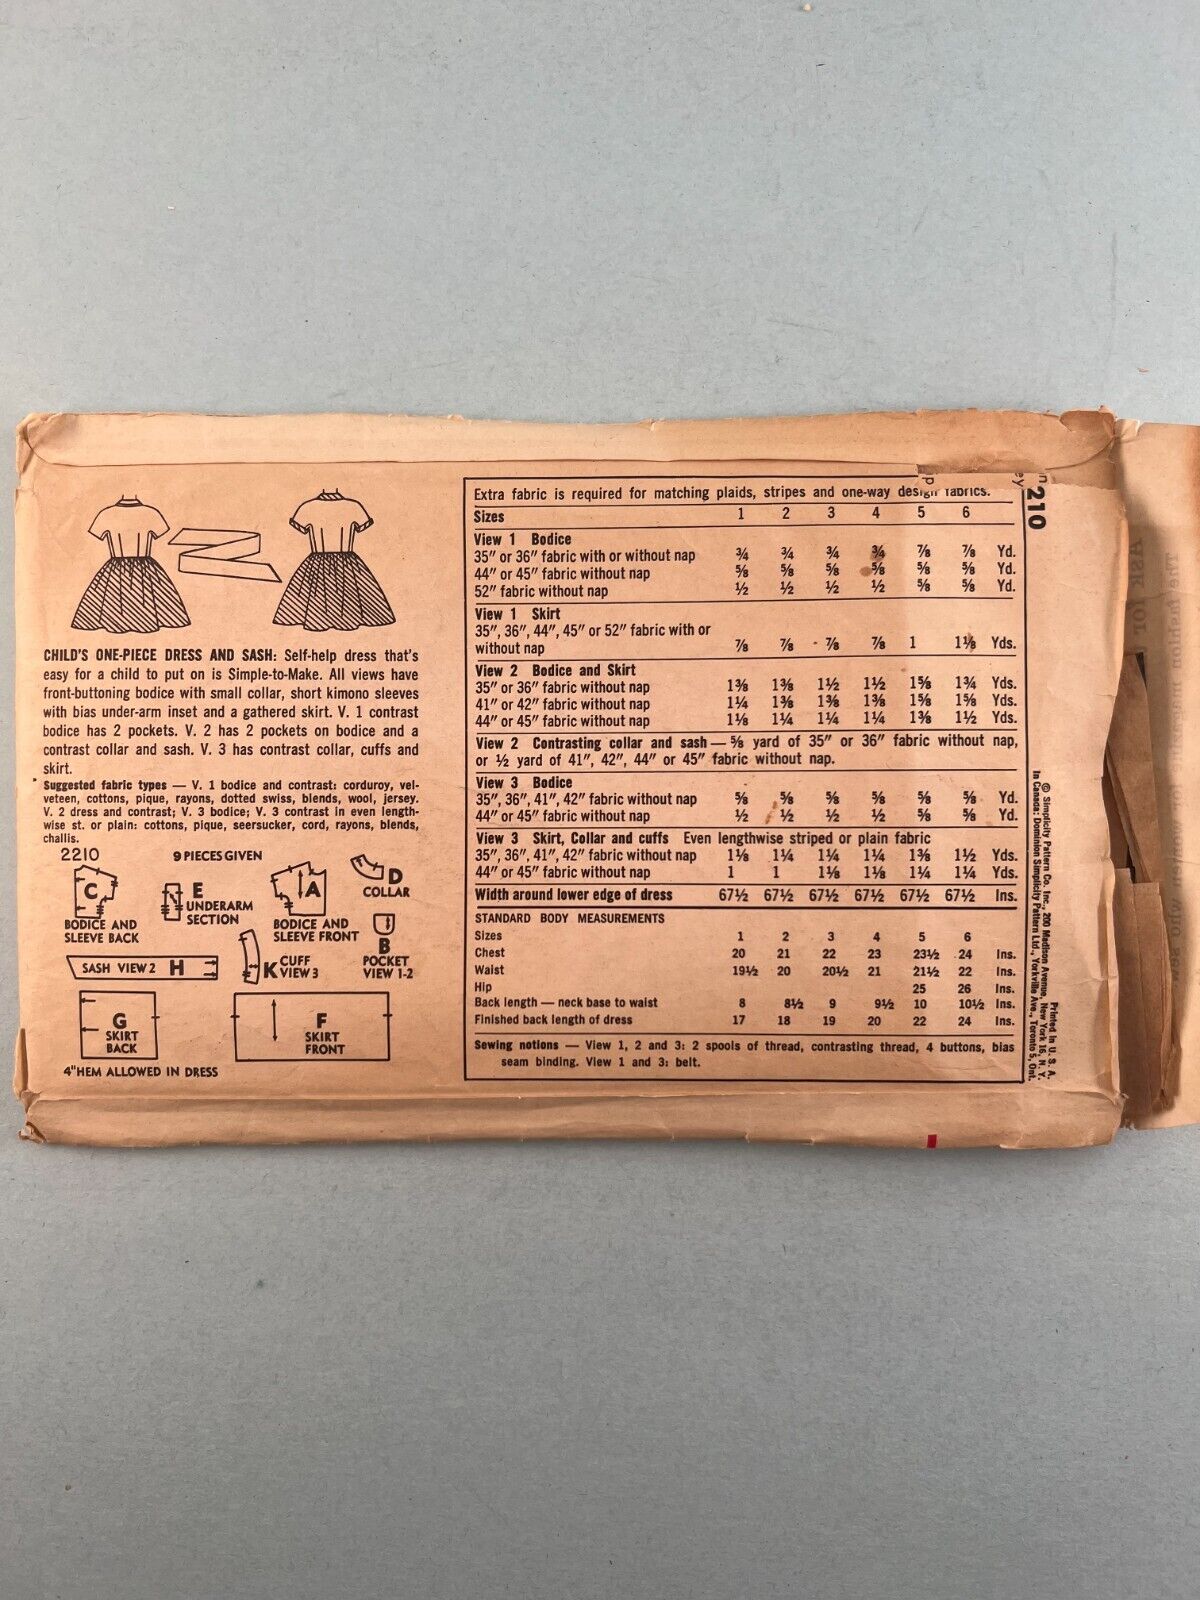 CHILD'S ONE-PIECE DRESS AND SASH: Self-help dress that's
easy for a child to put on is Simple-to-Make. All views have
front-buttoning bodice with small collar, short kimono sleeves
with bias under-arm inset and a gathered skirt. V. 1 contrast
bodice has 2 pockets. V. 2 has 2 pockets on bodice and a
contrast collar and sash. V. 3 has contrast collar, cuffs and
skirt.
Suggested fabric types — V. 1 bodice and contrast: corduroy, vel-
veteen, cottons, pique, rayons, dotted swiss, blends, wool, jersey.
V. 2 dress and contrast; V. 3 bodice; V. 3 contrast in even length-
wise st. or plain: cottons, pique, seersucker, cord, rayons, blends,
challis.
2210 9 PIECES GIVEN
C
BODICE AND
SLEEVE BACK
E
UNDERARM
SECTION
A
BODICE AND
SLEEVE FRONT
D
COLLAR
B
POCKET
VIEW 1-2
SASH VIEW 2 H
K CUFF
VIEW 3
G
SKIRT
BACK
F
SKIRT
FRONT
4" HEM ALLOWED IN DRESS
Extra fabric is required for matching plaids, stripes and one-way design fabrics.
Sizes 1 2 3 4 5 6
View 1 Bodice
35" or 36" fabric with or without nap ¾ ¾ ¾ ¾ ⅞ ⅞ Yd.
44" or 45" fabric without nap ⅝ ⅝ ⅝ ⅝ ⅝ ⅝ Yd.
52" fabric without nap ½ ½ ½ ½ ⅝ ⅝ Yd.
View 1 Skirt
35", 36", 44", 45" or 52" fabric with or
without nap ⅞ ⅞ ⅞ ⅞ 1 1⅛ Yds.
View 2 Bodice and Skirt
35" or 36" fabric without nap 1⅜ 1⅜ 1½ 1½ 1⅝ 1¾ Yds.
41" or 42" fabric without nap 1¼ 1⅜ 1⅜ 1⅜ 1⅝ 1⅝ Yds.
44" or 45" fabric without nap 1⅛ 1¼ 1¼ 1¼ 1⅜ 1½ Yds.
View 2 Contrasting collar and sash — ⅝ yard of 35" or 36" fabric without nap,
or ½ yard of 41", 42", 44" or 45" fabric without nap.
View 3 Bodice
35", 36", 41", 42" fabric without nap ⅝ ⅝ ⅝ ⅝ ⅝ ⅝ Yd.
44" or 45" fabric without nap ½ ½ ½ ½ ⅝ ⅝ Yd.
View 3 Skirt, Collar and cuffs Even lengthwise striped or plain fabric
35", 36", 41", 42" fabric without nap 1⅛ 1¼ 1¼ 1¼ 1⅜ 1½ Yds.
44" or 45" fabric without nap 1 1 1⅛ 1⅛ 1¼ 1¼ Yds.
Width around lower edge of dress 67½ 67½ 67½ 67½ 67½ 67½ Ins.
STANDARD BODY MEASUREMENTS
Sizes 1 2 3 4 5 6
Chest 20 21 22 23 23½ 24 Ins.
Waist 19½ 20 20½ 21 21½ 22 Ins.
Hip 25 26 Ins.
Back length — neck base to waist 8 8½ 9 9½ 10 10½ Ins.
Finished back length of dress 17 18 19 20 22 24 Ins.
Sewing notions — View 1, 2 and 3: 2 spools of thread, contrasting thread, 4 buttons, bias
seam binding. View 1 and 3: belt.
210
Printed in U. S. A.
© Simplicity Pattern Co. Inc., 200 Madison Avenue, New York 16, N. Y.
In Canada: Dominion Simplicity Pattern Ltd., Yorkville Ave., Toronto 5, Ont.